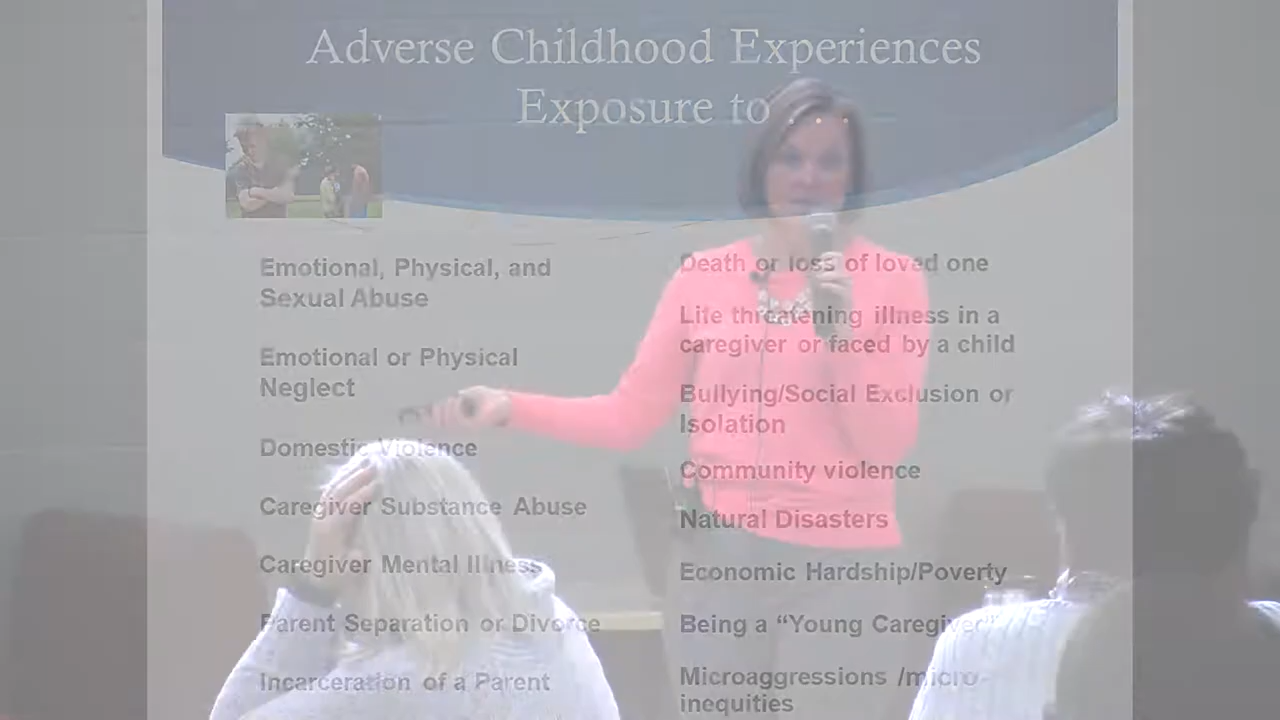 Adverse Childhood Experiences
Exposure to . . .
Emotional, Physical, and
Sexual Abuse
Emotional or Physical
Neglect
Domestic Violence
Caregiver Substance Abuse
Caregiver Mental Illness
Parent Separation or Divorce
Incarceration of a Parent
Death or loss of loved one
Life threatening illness in a
caregiver or faced by a child
Bullying/Social Exclusion or
Isolation
Community violence
Natural Disasters
Economic Hardship/Poverty
Being a “Young Caregiver”
Microaggressions /micro-
inequities